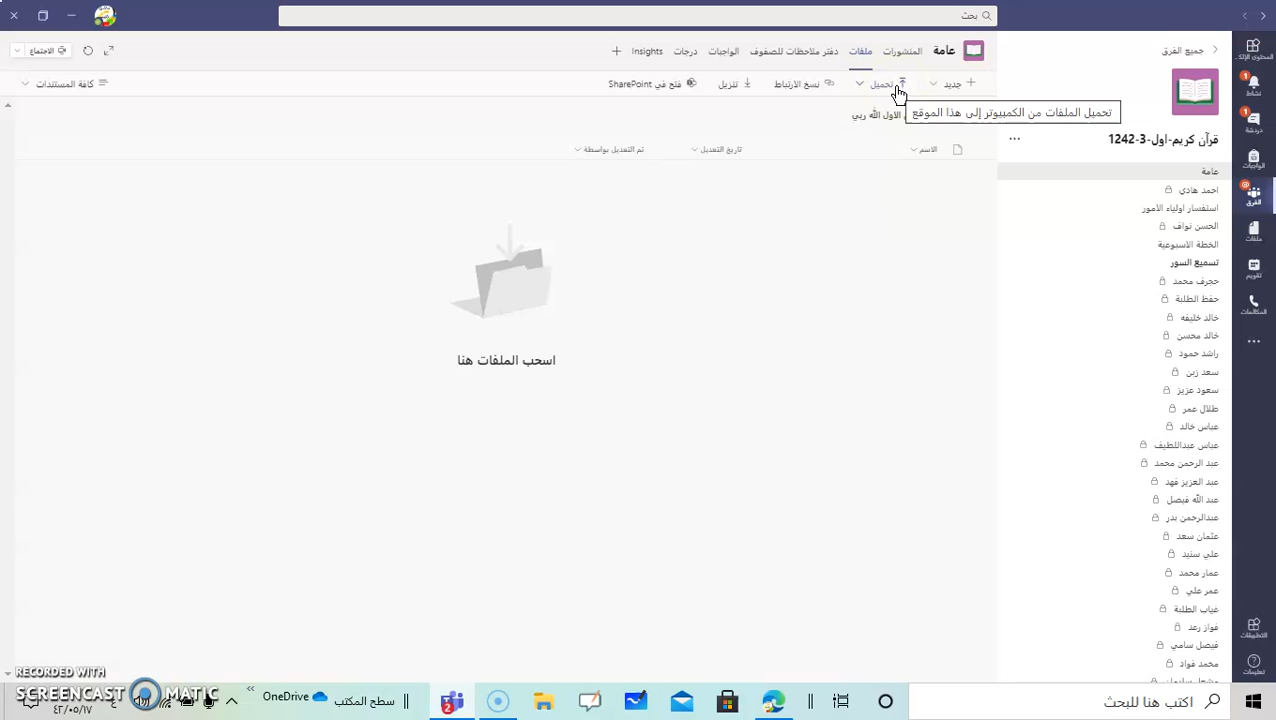 بحث
جميع الفرق
عامة
المنشورات
ملفات
دفتر ملاحظات للصفوف
الواجبات
درجات
Insights
الاجتماع
جديد
تحميل
نسخ الارتباط
تنزيل
فتح في SharePoint
كافة المستندات
تحميل الملفات من الكمبيوتر إلى هذا الموقع
الاول الله ربي
الاسم
تاريخ التعديل
تم التعديل بواسطة
اسحب الملفات هنا
قرآن كريم-اول-3-1242
عامة
احمد هادي
استفسار اولياء الامور
الحسن نواف
الخطة الاسبوعية
تسميع السور
حجرف محمد
حفظ الطلبة
خالد خليفه
خالد محسن
راشد حمود
سعد زبن
سعود عزيز
طلال عمر
عباس خالد
عباس عبداللطيف
عبد الرحمن محمد
عبد العزيز فهد
عبد الله فيصل
عبدالرحمن بدر
عثمان سعد
علي سنيد
عمار محمد
عمر علي
غياب الطلبة
فواز رعد
فيصل سامي
محمد فواد
نشاط
دردشة
الواجبات
الفرق
ملفات
تقويم
المكالمات
التطبيقات
تعليمات
RECORDED WITH
SCREENCAST MATIC
OneDrive
سطح المكتب
اكتب هنا للبحث